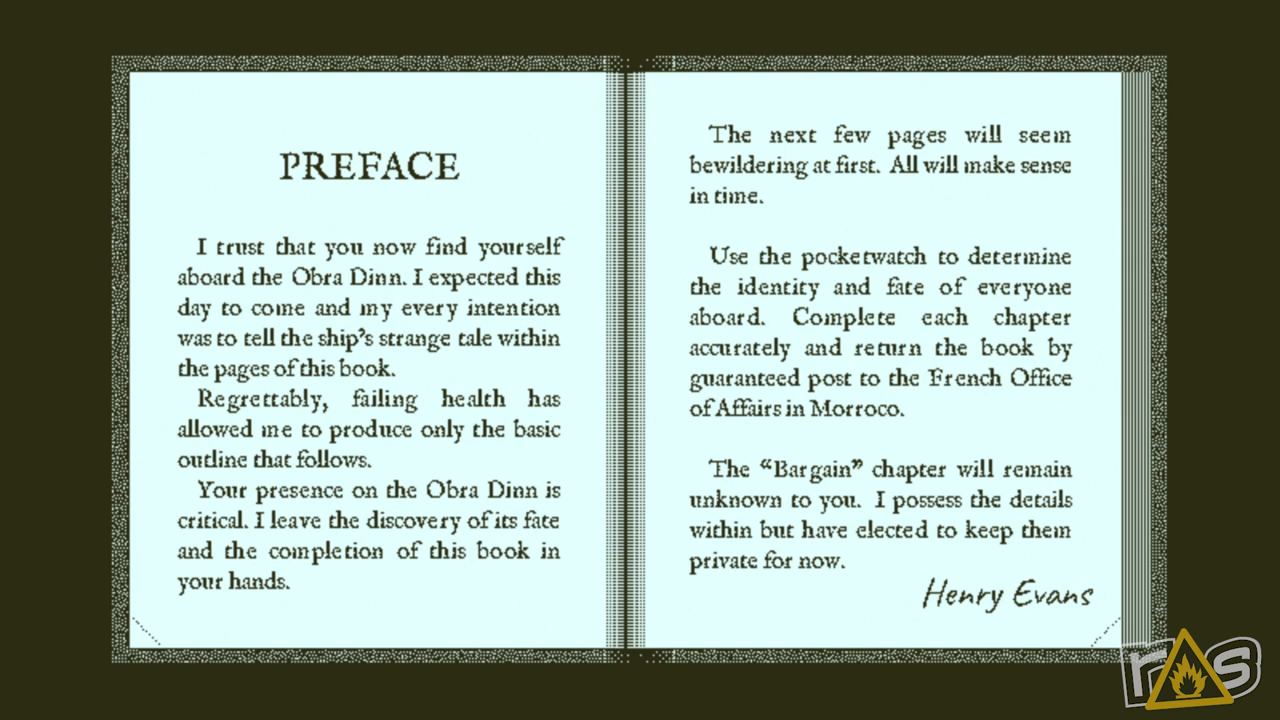 PREFACE
I trust that you now find yourself
aboard the Obra Dinn. I expected this
day to come and my every intention
was to tell the ship's strange tale within
the pages of this book.
Regrettably, failing health has
allowed me to produce only the basic
outline that follows.
Your presence on the Obra Dinn is
critical. I leave the discovery of its fate
and the completion of this book in
your hands.
The next few pages will seem
bewildering at first. All will make sense
in time.
Use the pocketwatch to determine
the identity and fate of everyone
aboard. Complete each chapter
accurately and return the book by
guaranteed post to the French Office
of Affairs in Morroco.
The “Bargain” chapter will remain
unknown to you. I possess the details
within but have elected to keep them
private for now.
Henry Evans
ras